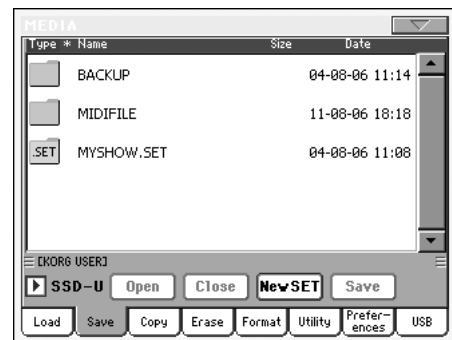 MEDIA
Type * Name Size Date
BACKUP 04-08-06 11:14
MIDIFILE 11-08-06 18:18
.SET MYSHOW.SET 04-08-06 11:08
[KORG USER]
SSD-U Open Close New SET Save
Load Save Copy Erase Format Utility Prefer-ences USB